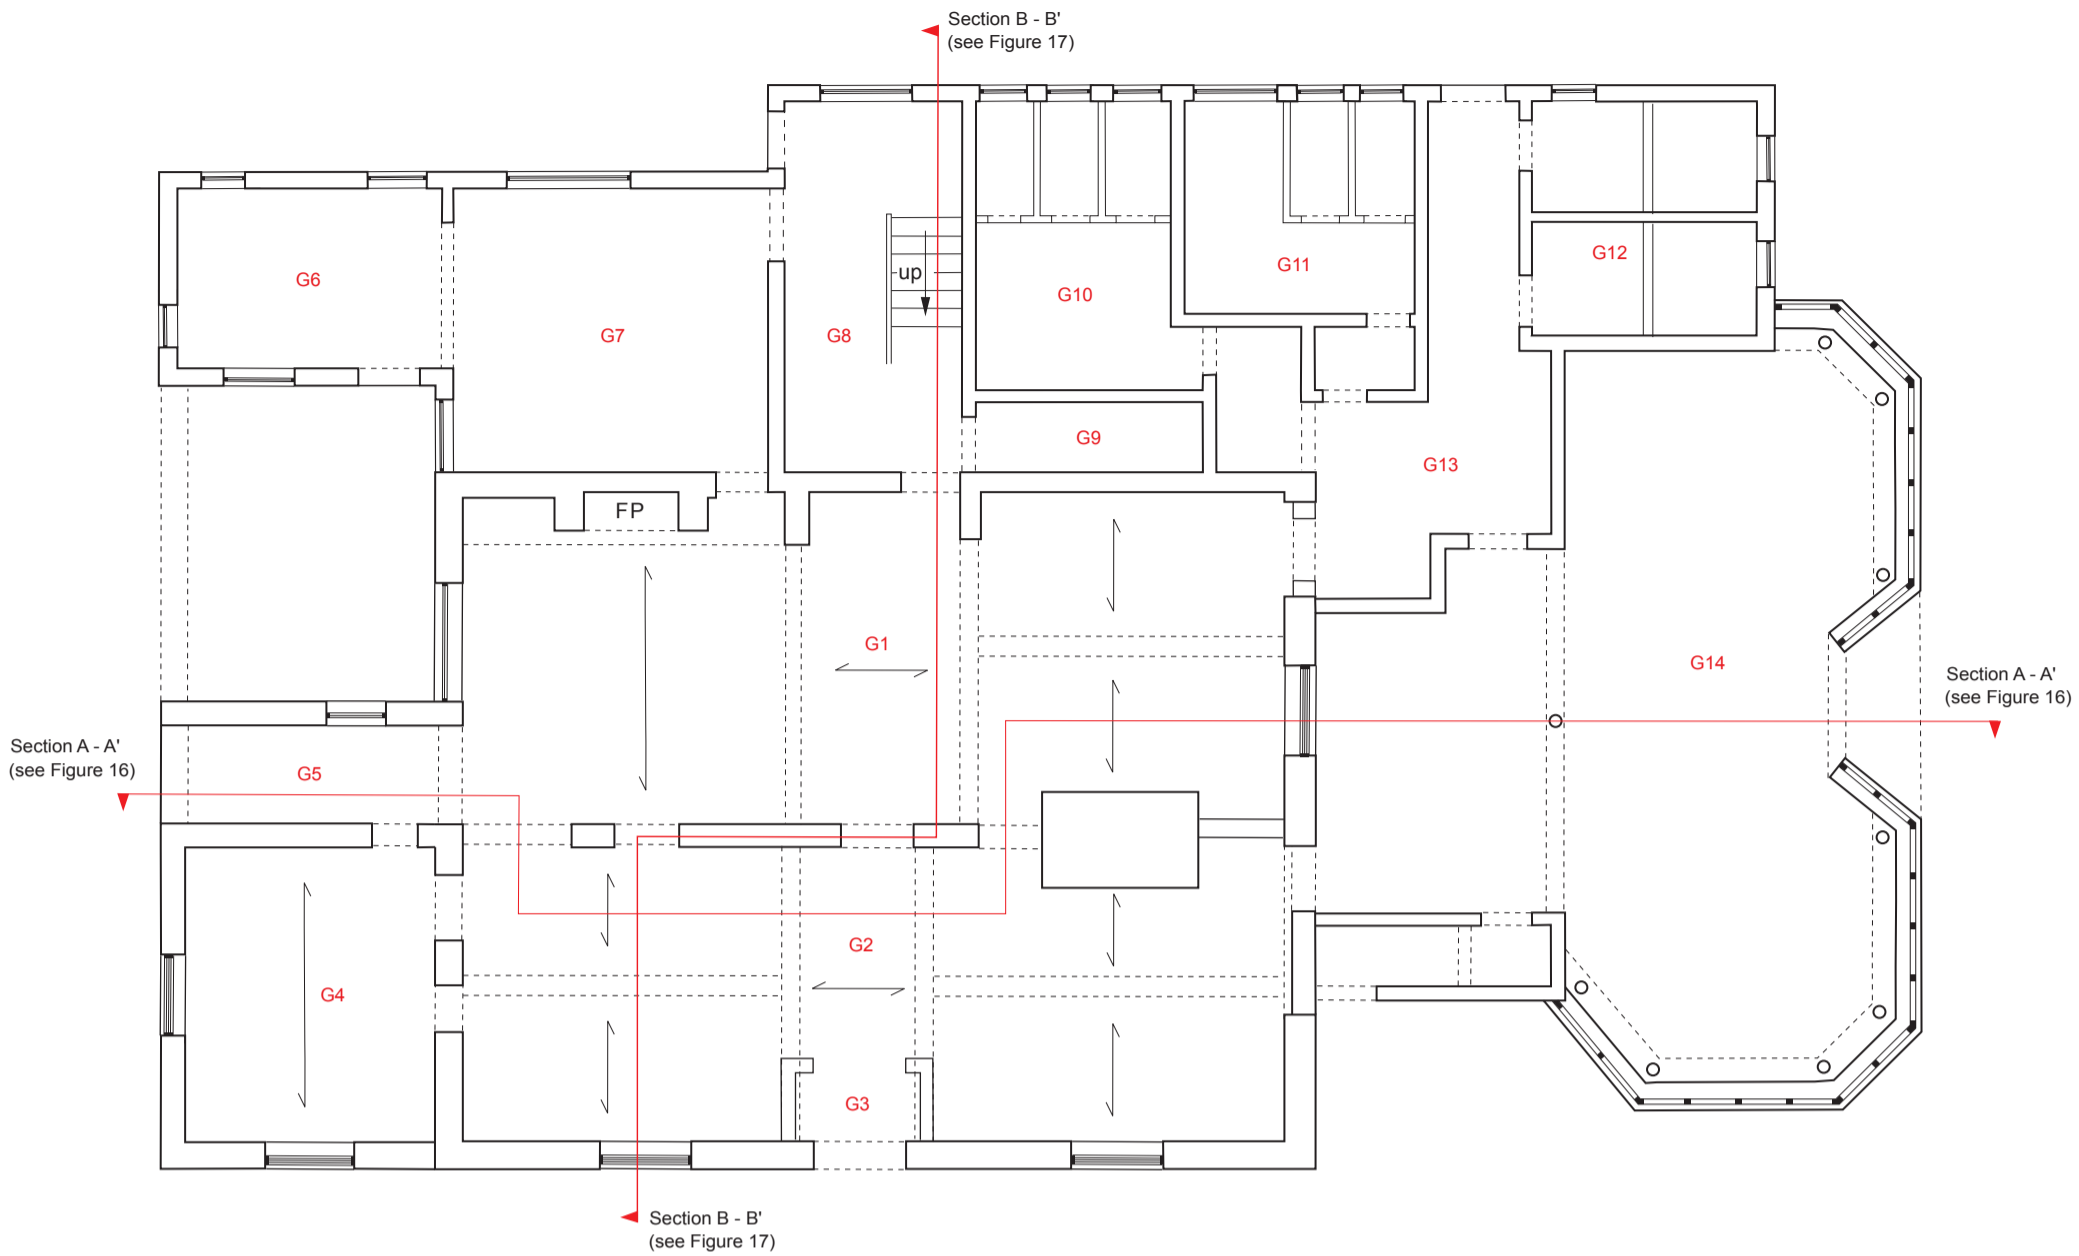 Section B - B'
(see Figure 17)
G6
G7
G8
up
G10
G11
G12
G9
G13
FP
G1
G14
Section A - A'
(see Figure 16)
Section A - A'
(see Figure 16)
G5
G2
G4
G3
Section B - B'
(see Figure 17)